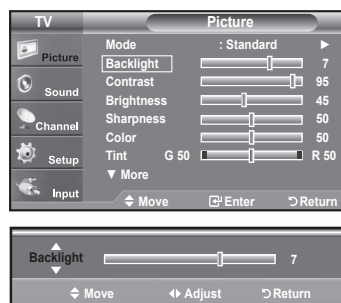 TV Picture
Picture
Sound
Channel
Setup
Input
Mode : Standard ►
Backlight 7
Contrast 95
Brightness 45
Sharpness 50
Color 50
Tint G 50 R 50
▼ More
Move Enter Return
Backlight 7
Move Adjust Return